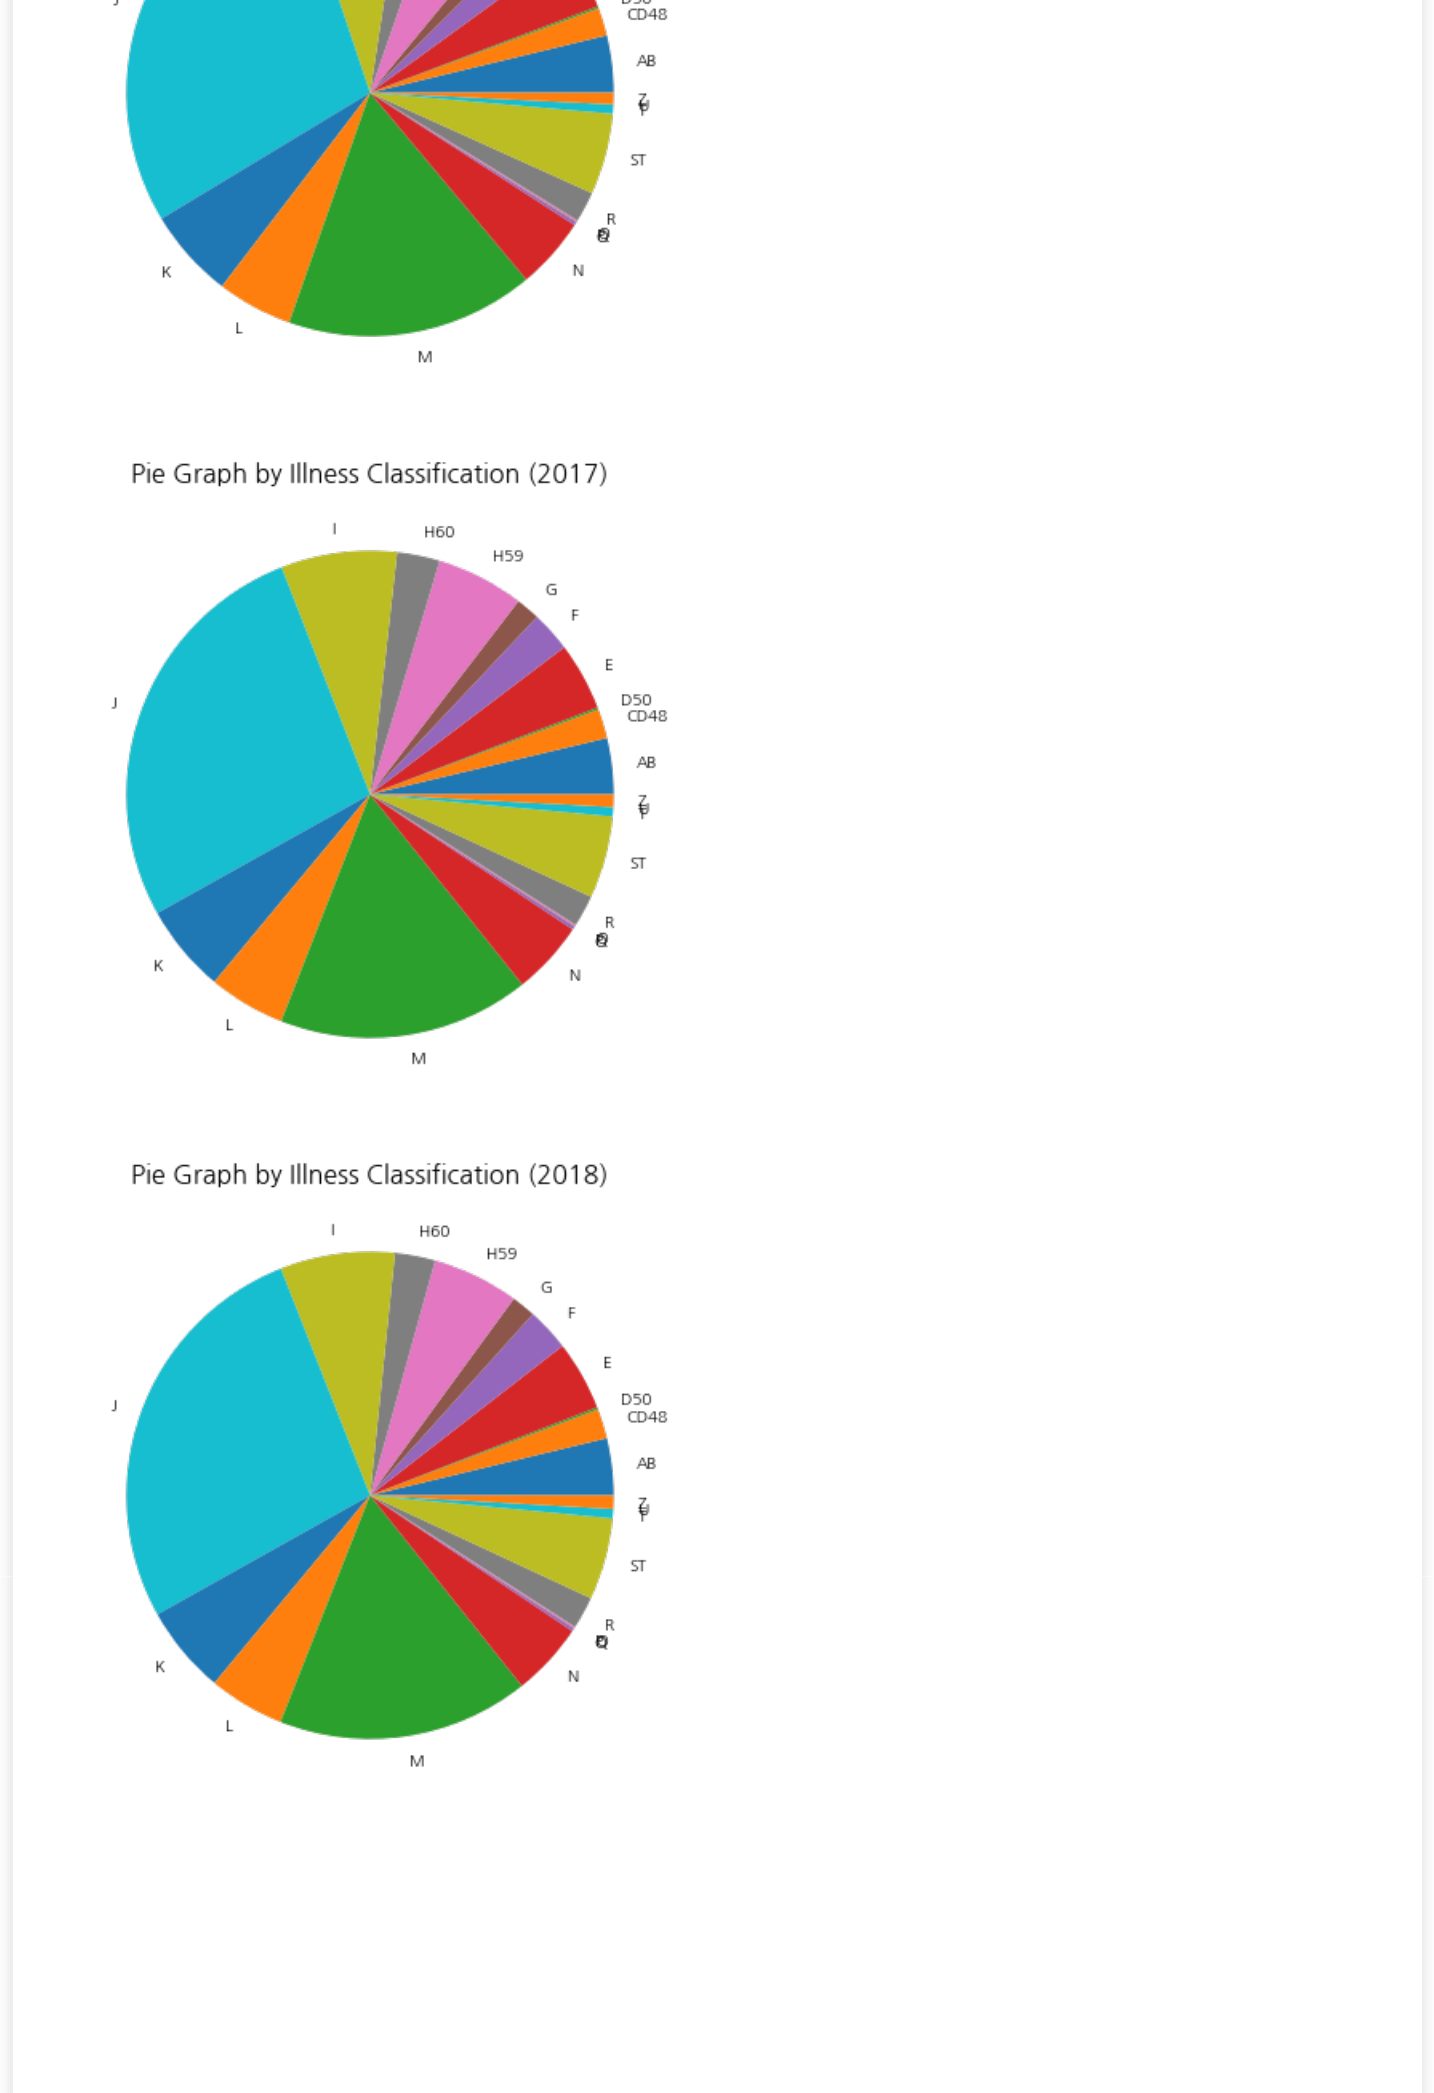 CD48
AB
Z
ST
R
N
K
L
M
Pie Graph by Illness Classification (2017)
I
H60
H59
G
F
E
J
D50
CD48
AB
Z
ST
R
K
N
L
M
Pie Graph by Illness Classification (2018)
I
H60
H59
G
F
E
J
D50
CD48
AB
Z
ST
R
K
N
L
M